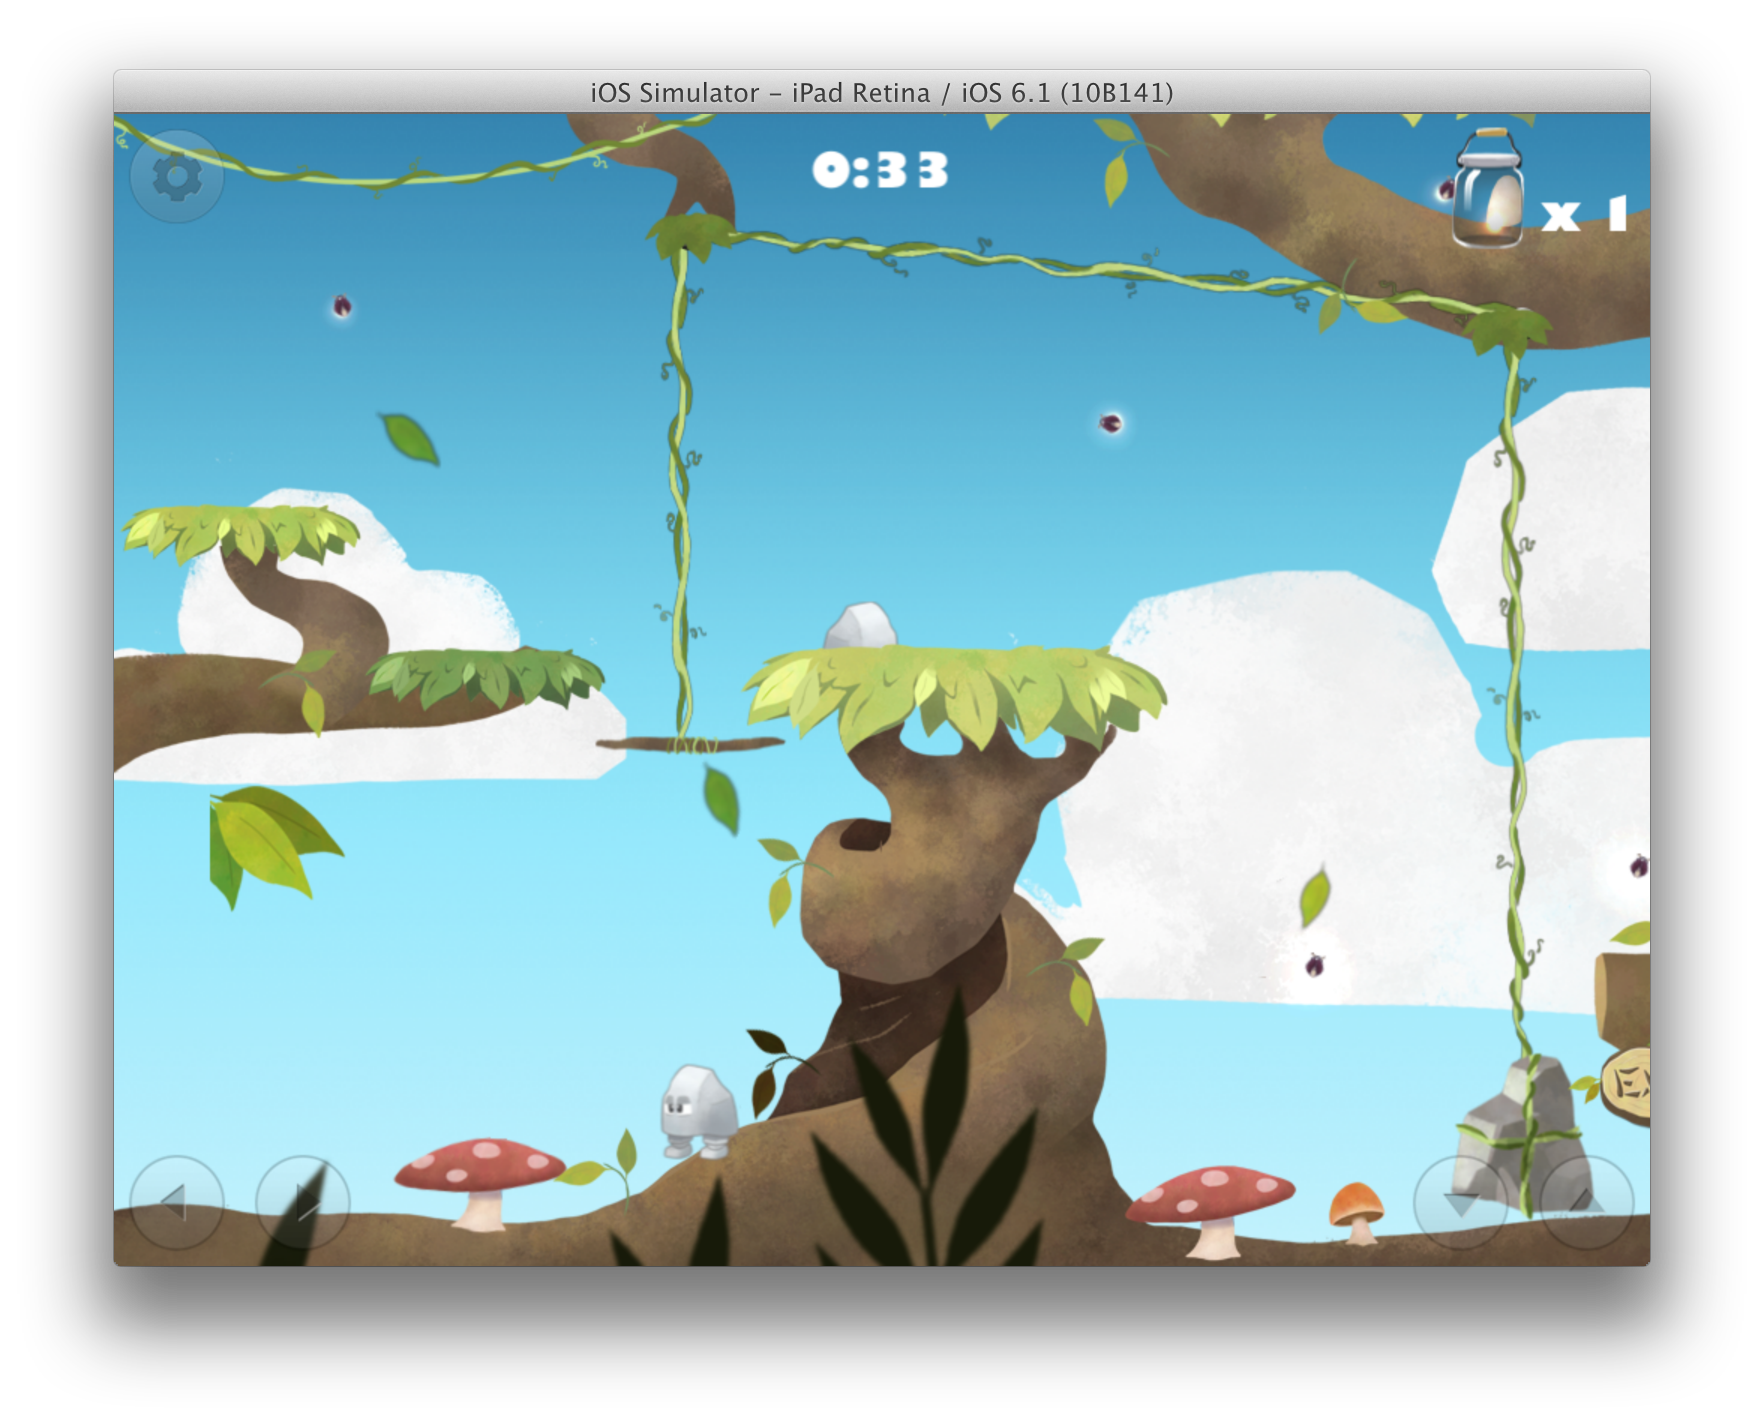 iOS Simulator – iPad Retina / iOS 6.1 (10B141)
0:33
x 1